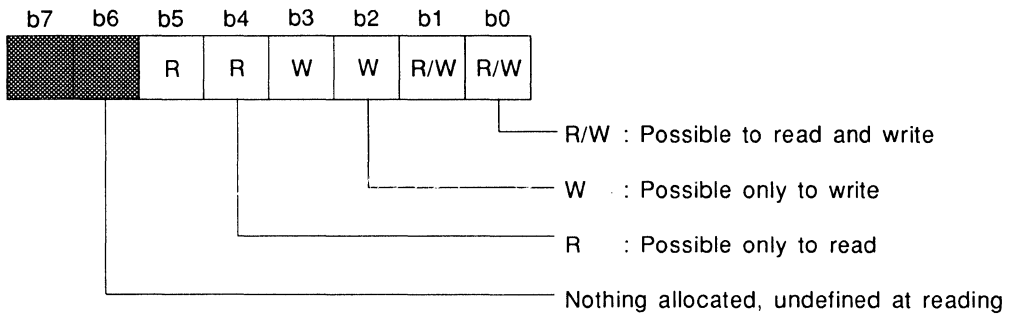 b7 b6 b5 b4 b3 b2 b1 b0
R R W W R/W R/W
R/W : Possible to read and write
W : Possible only to write
R : Possible only to read
Nothing allocated, undefined at reading